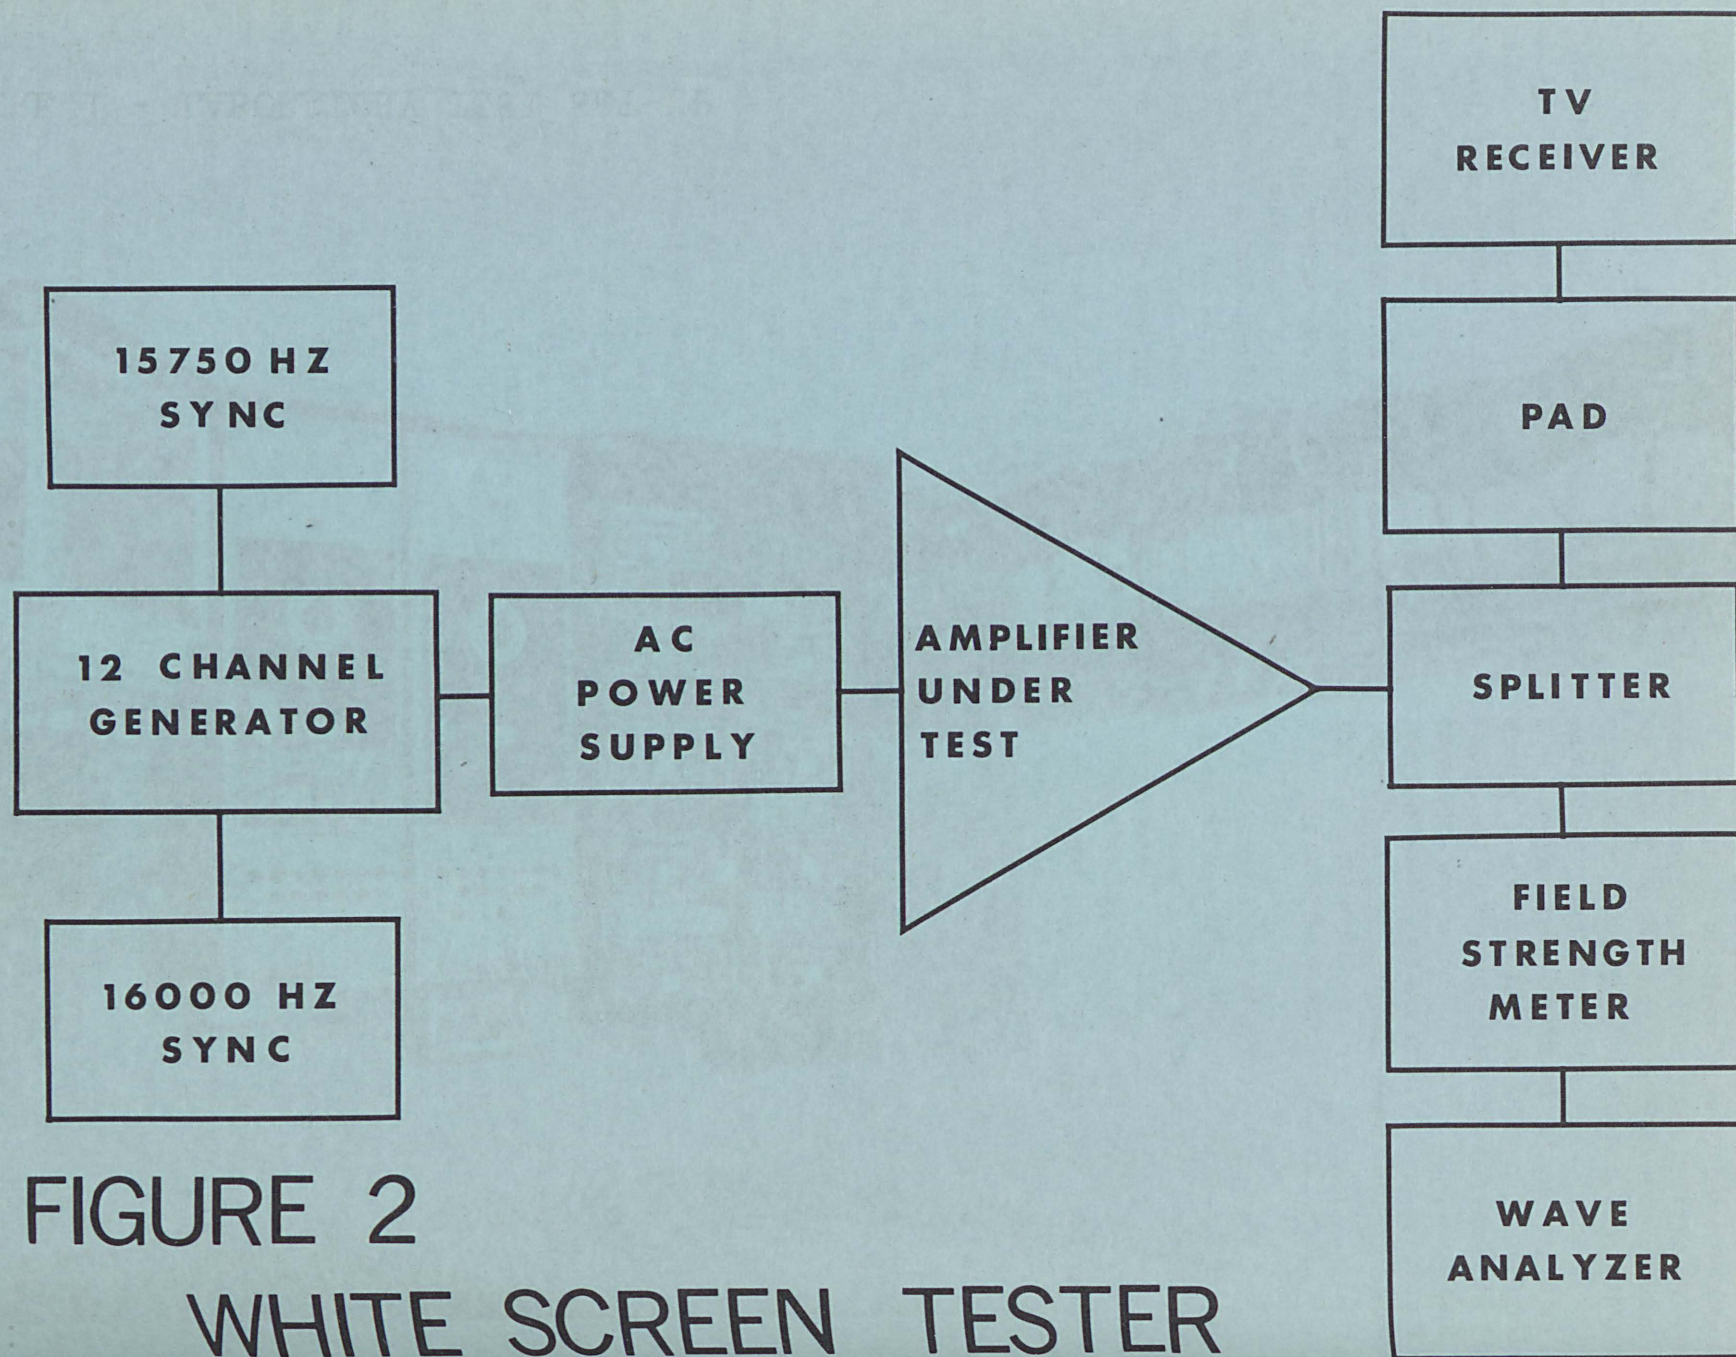 TV
RECEIVER
15750 HZ
SYNC
PAD
12 CHANNEL
GENERATOR
AC
POWER
SUPPLY
AMPLIFIER
UNDER
TEST
SPLITTER
16000 HZ
SYNC
FIELD
STRENGTH
METER
WAVE
ANALYZER
FIGURE 2
WHITE SCREEN TESTER